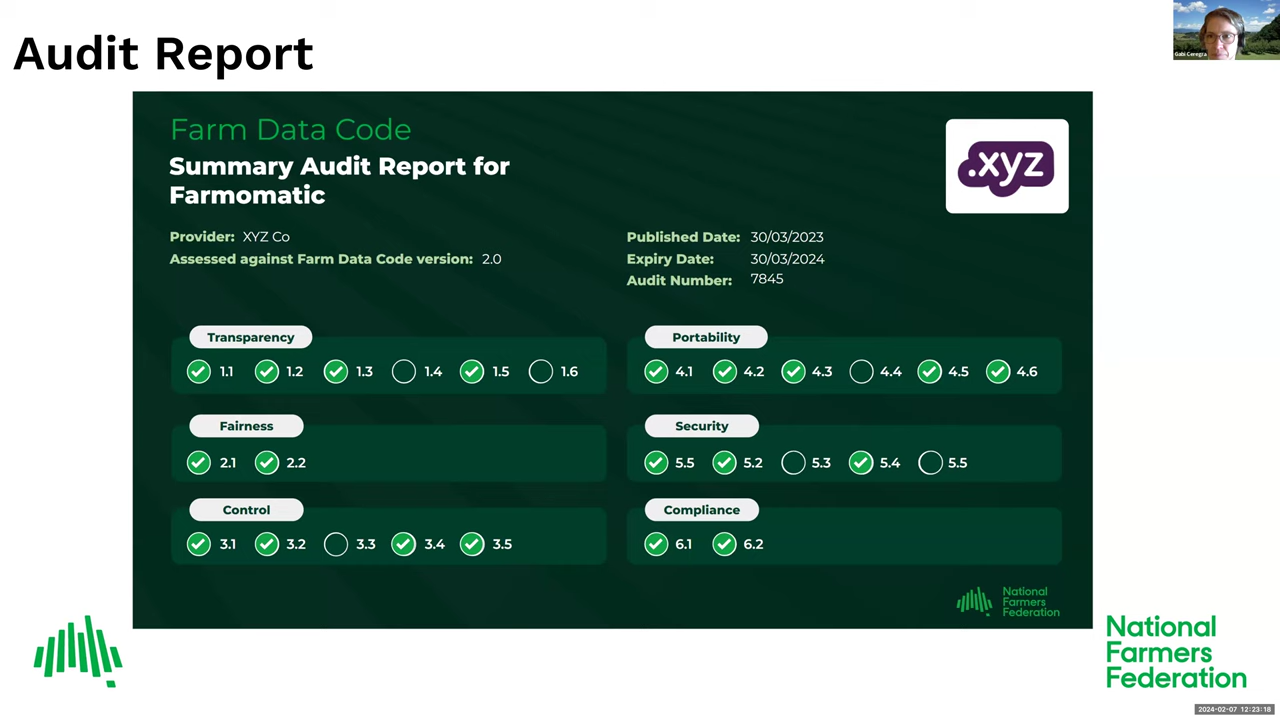 Audit Report
Gabi Ceregra
Farm Data Code
Summary Audit Report for
Farmomatic
.xyz
Provider: XYZ Co
Assessed against Farm Data Code version: 2.0
Published Date: 30/03/2023
Expiry Date: 30/03/2024
Audit Number: 7845
Transparency
1.1 1.2 1.3 1.4 1.5 1.6
Portability
4.1 4.2 4.3 4.4 4.5 4.6
Fairness
2.1 2.2
Security
5.5 5.2 5.3 5.4 5.5
Control
3.1 3.2 3.3 3.4 3.5
Compliance
6.1 6.2
National
Farmers
Federation
National
Farmers
Federation
2024-02-07 12:23:18